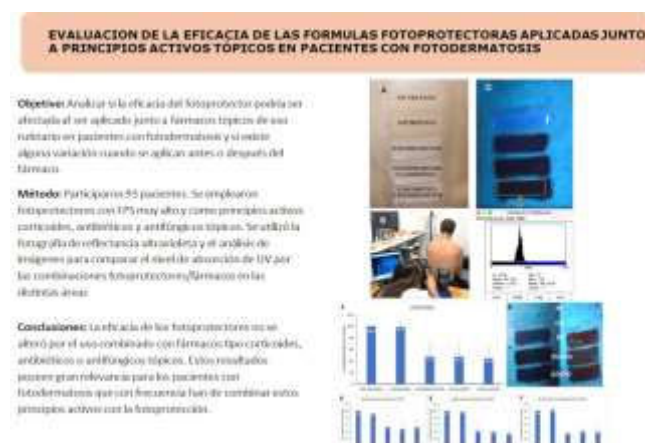 EVALUACION DE LA EFICACIA DE LAS FORMULAS FOTOPROTECTORAS APLICADAS JUNTO
A PRINCIPIOS ACTIVOS TÓPICOS EN PACIENTES CON FOTODERMATOSIS
Objetivo: Analizar si la eficacia del fotoprotector podría ser
afectada al ser aplicado junto a fármacos tópicos de uso
rutinario en pacientes con fotodermatosis y si existe
alguna variación cuando se aplican antes o después del
fármaco
Método: Participaron 93 pacientes. Se emplearon
fotoprotectores con FPS muy alto y como principios activos
corticoides, antibióticos y antifúngicos tópicos. Se utilizó la
fotografía de reflectancia ultravioleta y el análisis de
imágenes para comparar el nivel de absorción de UV por
las combinaciones fotoprotectores/fármacos en las
distintas áreas
Conclusiones: La eficacia de los fotoprotectores no se
alteró por el uso combinado con fármacos tipo corticoides,
antibióticos o antifúngicos tópicos. Estos resultados
poseen gran relevancia para los pacientes con
fotodermatosis que con frecuencia han de combinar estos
principios activos con la fotoprotección.